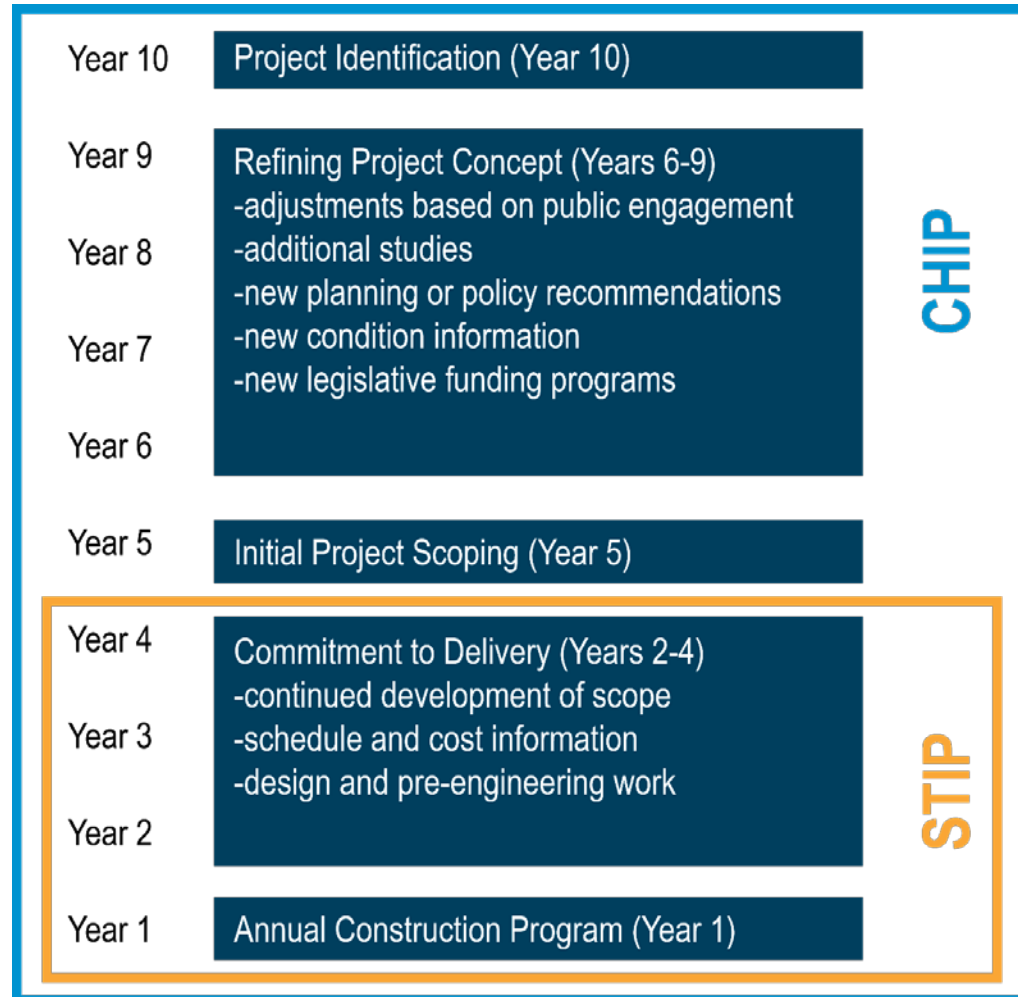 Year 10
Project Identification (Year 10)
Year 9
Refining Project Concept (Years 6-9)
-adjustments based on public engagement
Year 8
-additional studies
-new planning or policy recommendations
Year 7
-new condition information
-new legislative funding programs
Year 6
CHIP
Year 5
Initial Project Scoping (Year 5)
Year 4
Commitment to Delivery (Years 2-4)
-continued development of scope
Year 3
-schedule and cost information
-design and pre-engineering work
Year 2
STIP
Year 1
Annual Construction Program (Year 1)